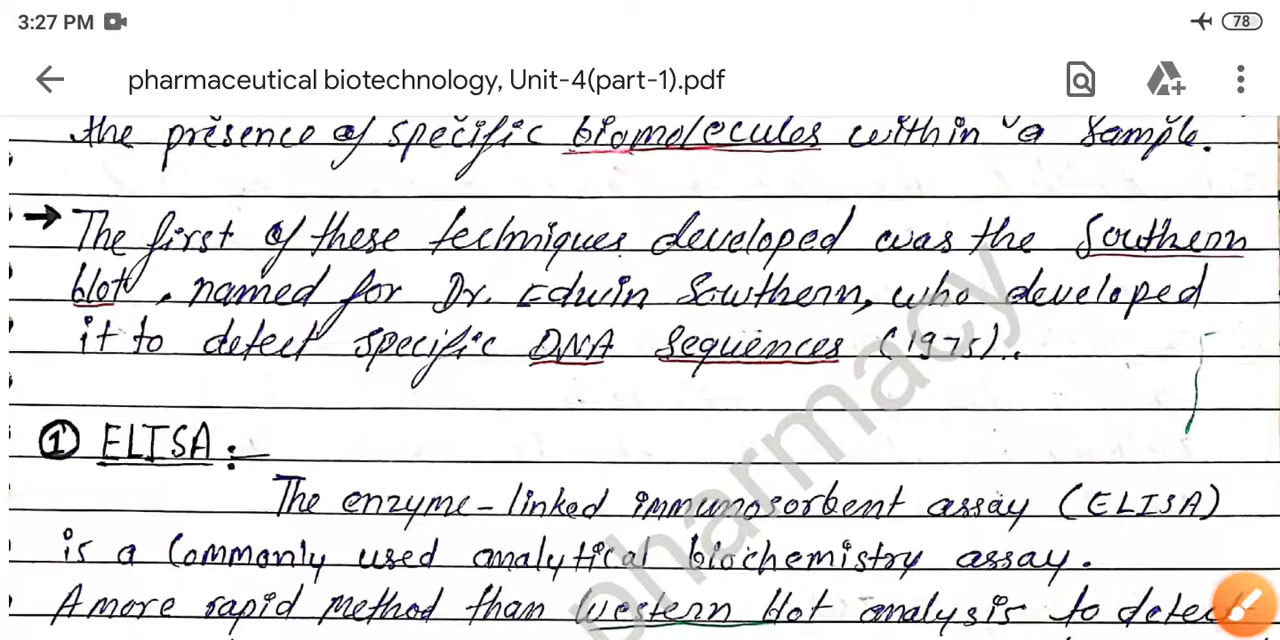 3:27 PM
78
pharmaceutical biotechnology, Unit-4(part-1).pdf
the presence of specific biomolecules within a sample.
→ The first of these techniques developed was the Southern
blot, named for Dr. Edwin Southern, who developed
it to detect specific DNA sequences (1975).
① ELISA :-
The enzyme-linked immunosorbent assay (ELISA)
is a commonly used analytical biochemistry assay.
A more rapid method than western blot analysis to detect
pharmacy